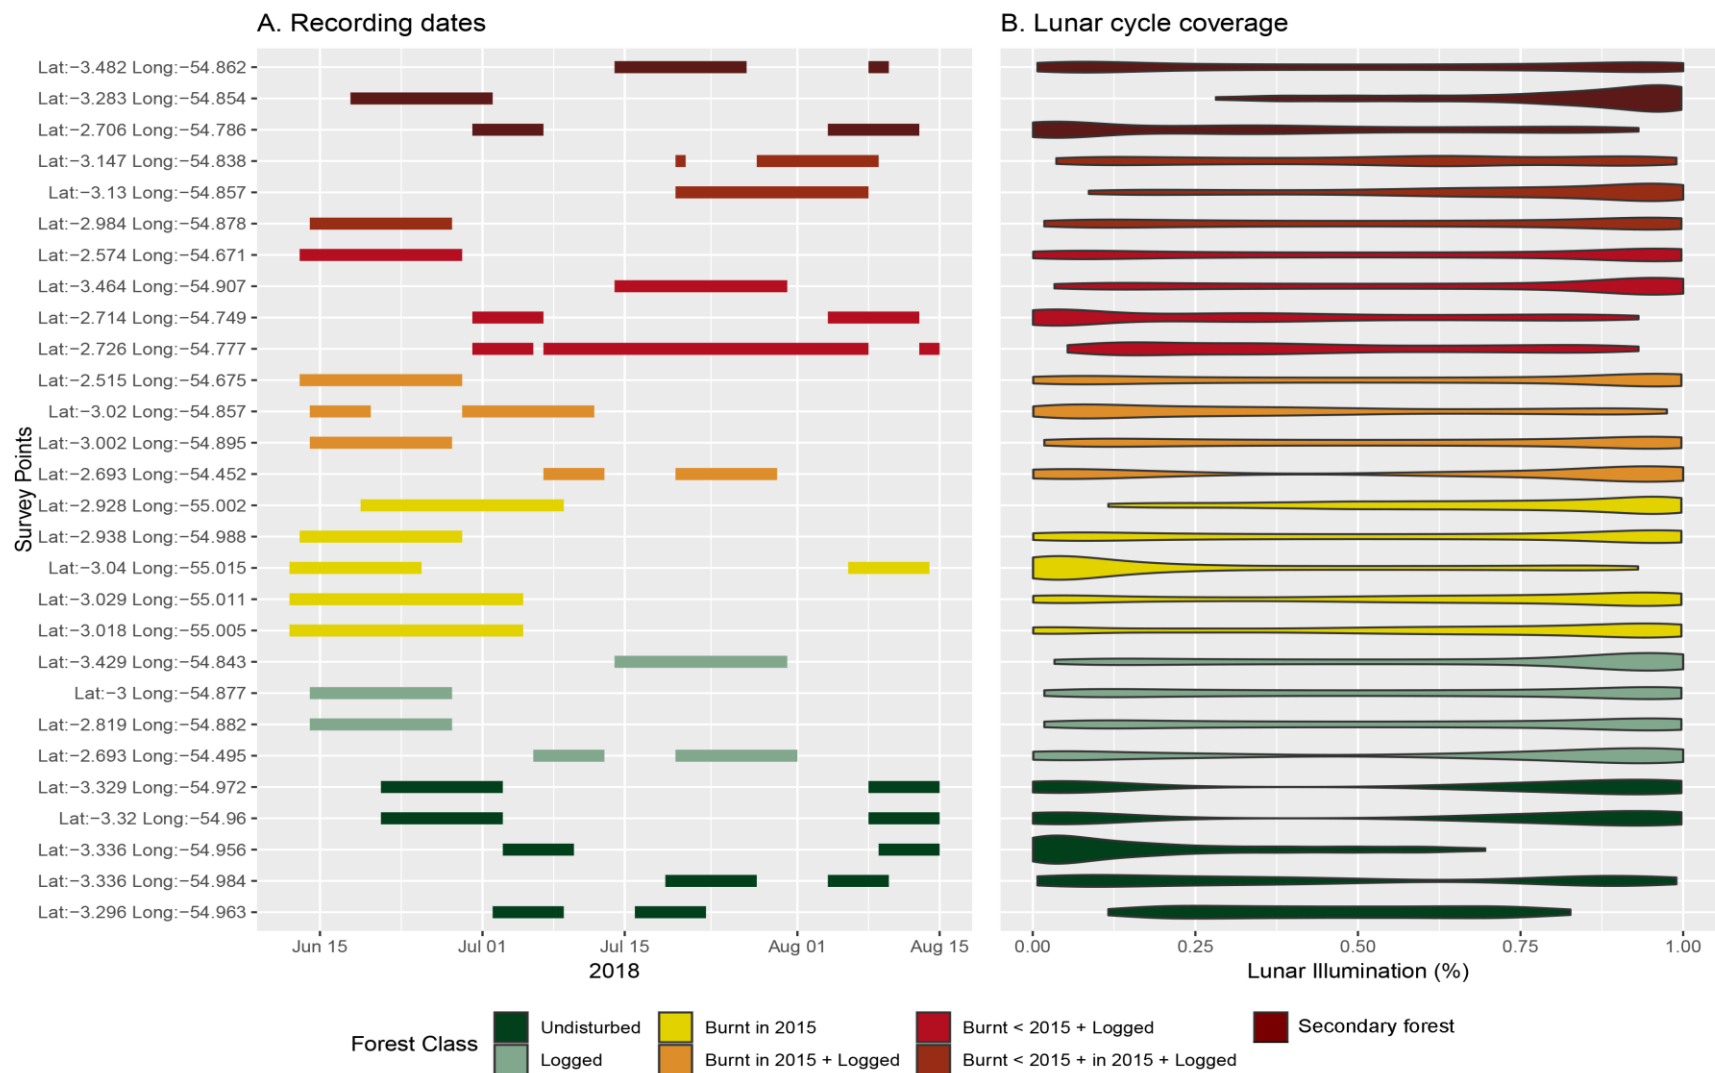 A. Recording dates
B. Lunar cycle coverage
Survey Points
Lat:−3.482 Long:−54.862
Lat:−3.283 Long:−54.854
Lat:−2.706 Long:−54.786
Lat:−3.147 Long:−54.838
Lat:−3.13 Long:−54.857
Lat:−2.984 Long:−54.878
Lat:−2.574 Long:−54.671
Lat:−3.464 Long:−54.907
Lat:−2.714 Long:−54.749
Lat:−2.726 Long:−54.777
Lat:−2.515 Long:−54.675
Lat:−3.02 Long:−54.857
Lat:−3.002 Long:−54.895
Lat:−2.693 Long:−54.452
Lat:−2.928 Long:−55.002
Lat:−2.938 Long:−54.988
Lat:−3.04 Long:−55.015
Lat:−3.029 Long:−55.011
Lat:−3.018 Long:−55.005
Lat:−3.429 Long:−54.843
Lat:−3 Long:−54.877
Lat:−2.819 Long:−54.882
Lat:−2.693 Long:−54.495
Lat:−3.329 Long:−54.972
Lat:−3.32 Long:−54.96
Lat:−3.336 Long:−54.956
Lat:−3.336 Long:−54.984
Lat:−3.296 Long:−54.963
Jun 15 Jul 01 Jul 15 Aug 01 Aug 15
2018
0.00 0.25 0.50 0.75 1.00
Lunar Illumination (%)
Forest Class
Undisturbed
Logged
Burnt in 2015
Burnt in 2015 + Logged
Burnt < 2015 + Logged
Burnt < 2015 + in 2015 + Logged
Secondary forest